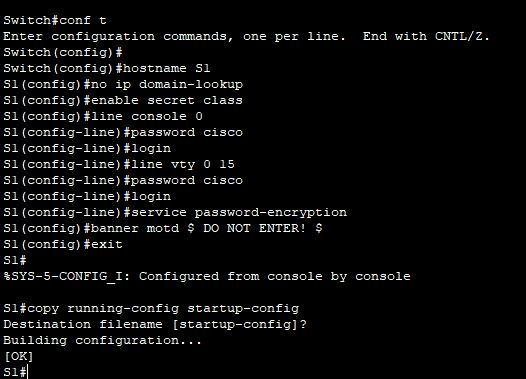 Switch#conf t
Enter configuration commands, one per line.  End with CNTL/Z.
Switch(config)#
Switch(config)#hostname S1
S1(config)#no ip domain-lookup
S1(config)#enable secret class
S1(config)#line console 0
S1(config-line)#password cisco
S1(config-line)#login
S1(config-line)#line vty 0 15
S1(config-line)#password cisco
S1(config-line)#login
S1(config-line)#service password-encryption
S1(config)#banner motd $ DO NOT ENTER! $
S1(config)#exit
S1#
%SYS-5-CONFIG_I: Configured from console by console

S1#copy running-config startup-config
Destination filename [startup-config]?
Building configuration...
[OK]
S1#